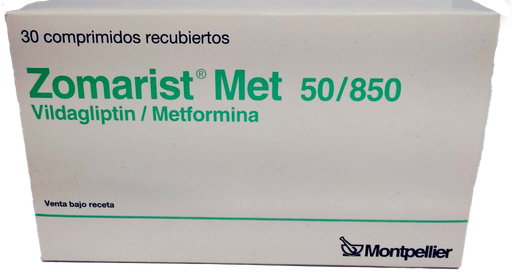 30 comprimidos recubiertos
Zomarist® Met 50/850
Vildagliptin / Metformina
Venta bajo receta
Montpellier